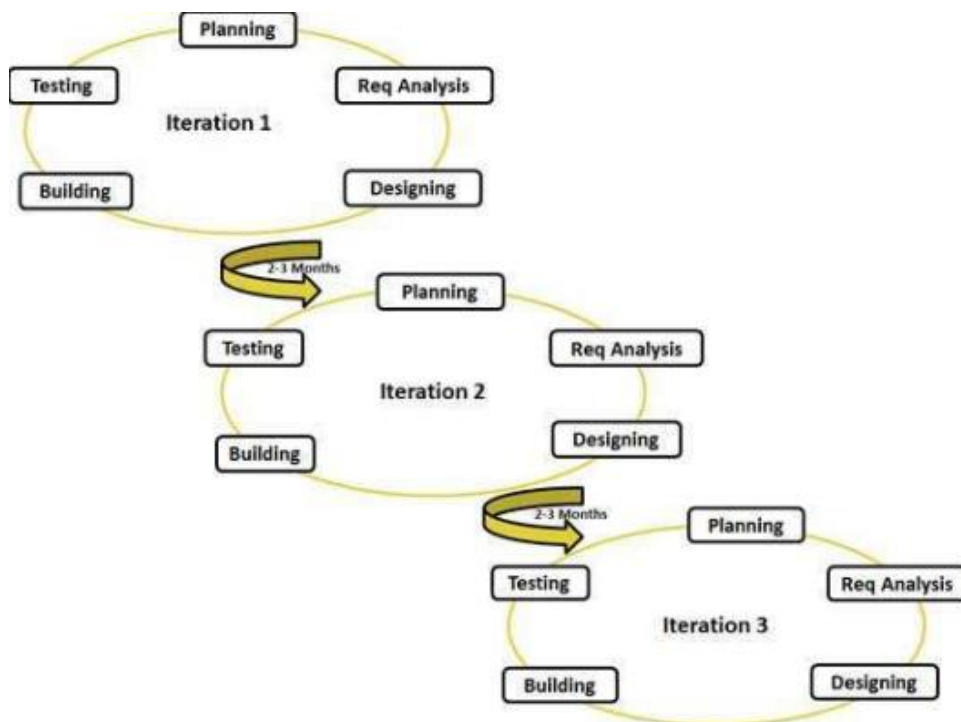 Planning
Testing
Req Analysis
Iteration 1
Building
Designing
2-3 Months
Planning
Testing
Req Analysis
Iteration 2
Building
Designing
2-3 Months
Planning
Testing
Req Analysis
Iteration 3
Building
Designing